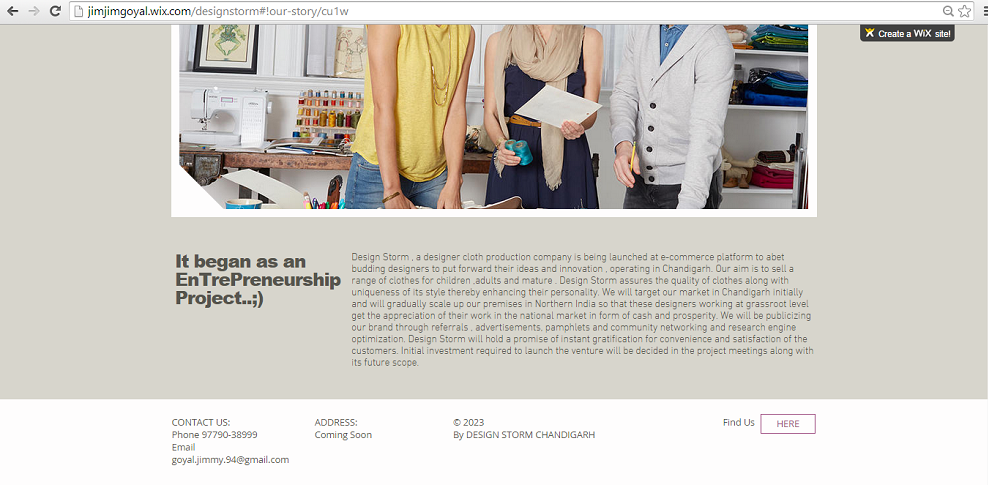 jimjimgoyal.wix.com/designstorm#!our-story/cu1w
Create a WiX site!
It began as an
EnTrePreneurship
Project..;)
Design Storm , a designer cloth production company is being launched at e-commerce platform to abet
budding designers to put forward their ideas and innovation , operating in Chandigarh. Our aim is to sell a
range of clothes for children ,adults and mature . Design Storm assures the quality of clothes along with
uniqueness of its style thereby enhancing their personality. We will target our market in Chandigarh initially
and will gradually scale up our premises in Northern India so that these designers working at grassroot level
get the appreciation of their work in the national market in form of cash and prosperity. We will be publicizing
our brand through referrals , advertisements, pamphlets and community networking and research engine
optimization. Design Storm will hold a promise of instant gratification for convenience and satisfaction of the
customers. Initial investment required to launch the venture will be decided in the project meetings along with
its future scope.
CONTACT US:
Phone 97790-38999
Email
goyal.jimmy.94@gmail.com
ADDRESS:
Coming Soon
© 2023
By DESIGN STORM CHANDIGARH
Find Us HERE